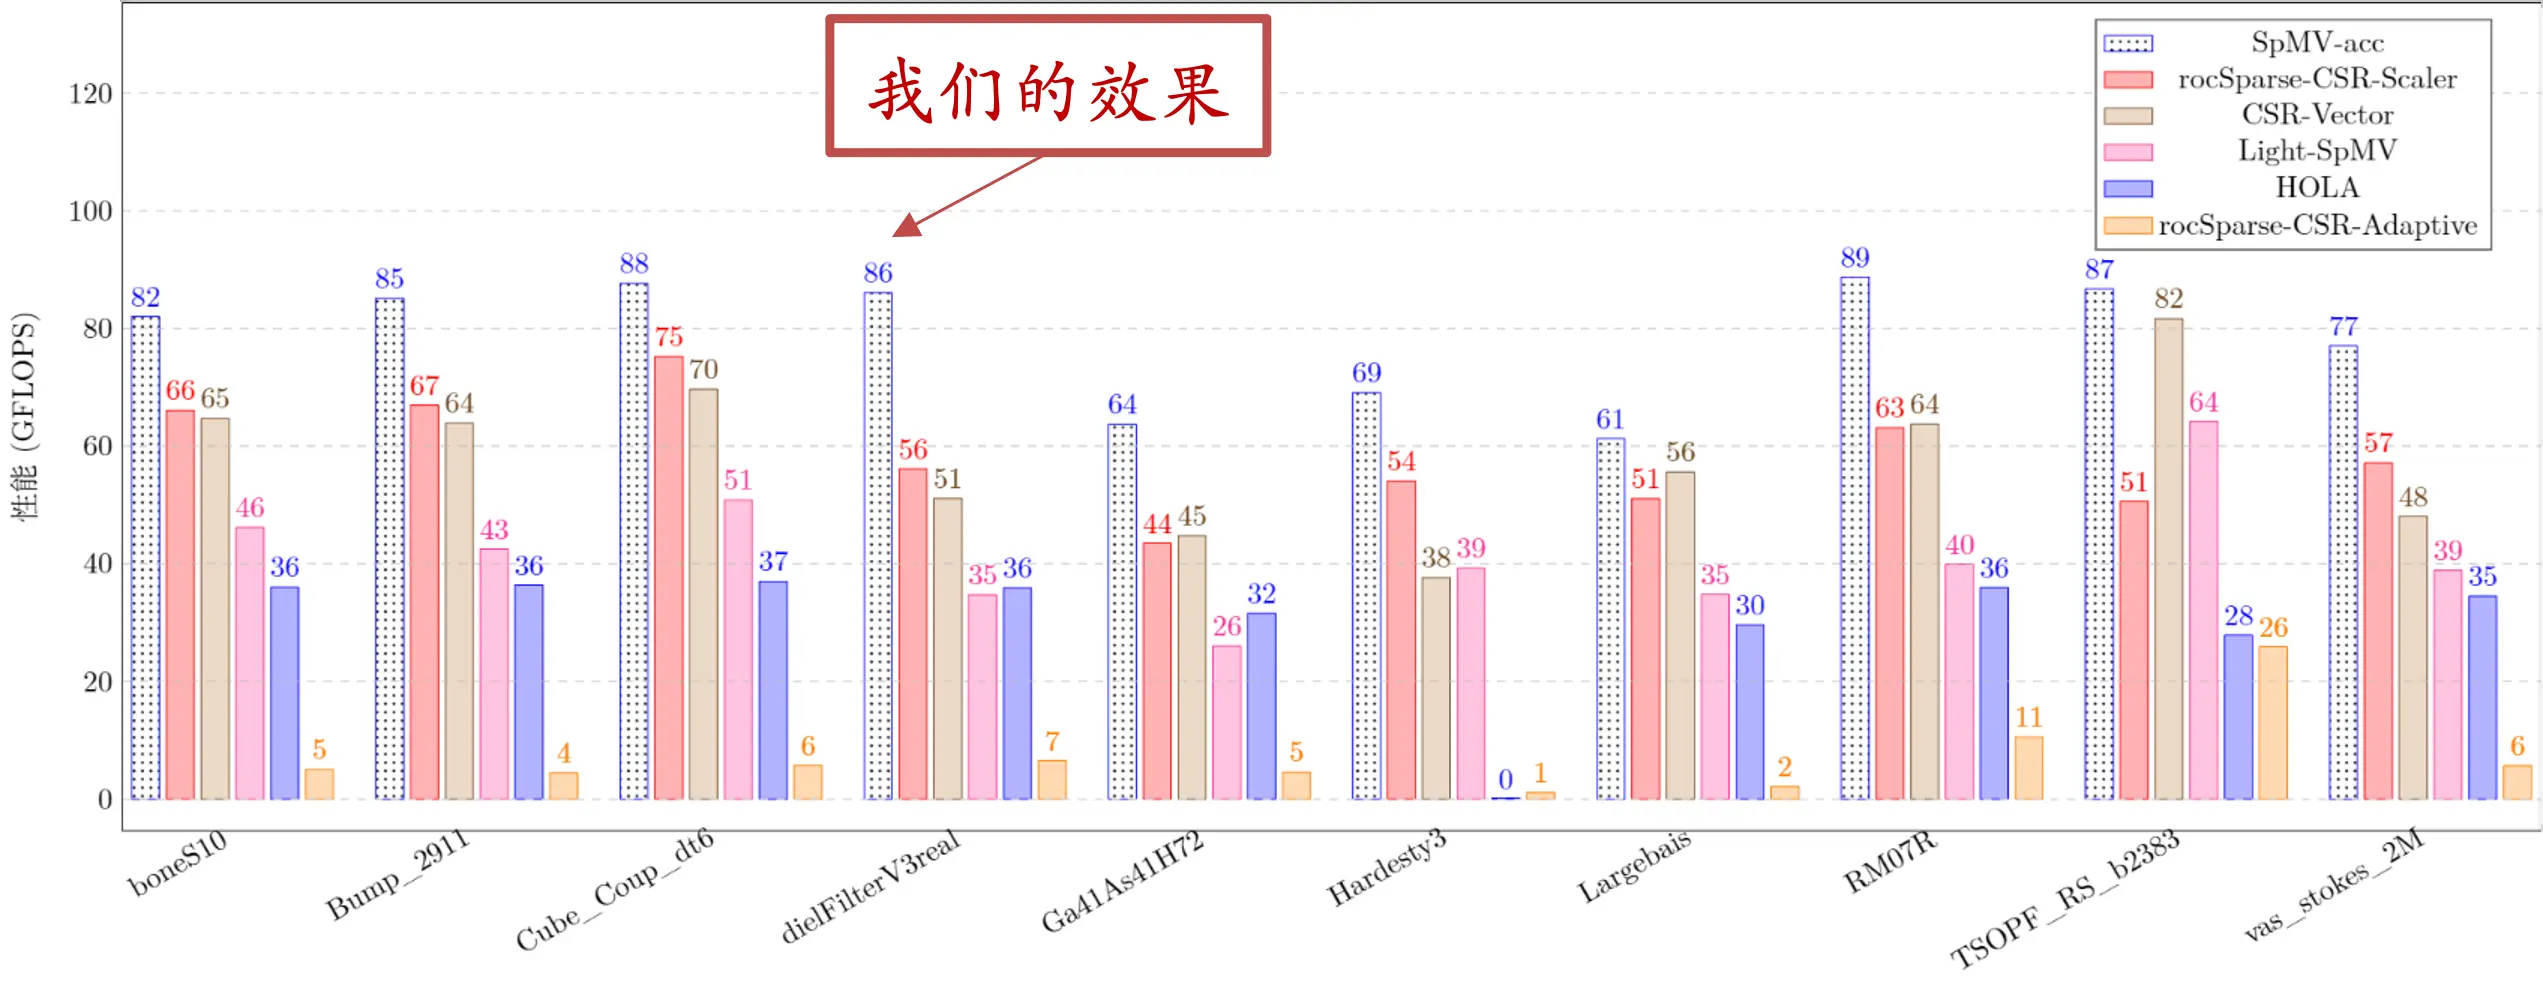 我们的效果
SpMV-acc
rocSparse-CSR-Scaler
CSR-Vector
Light-SpMV
HOLA
rocSparse-CSR-Adaptive
性能 (GFLOPS)
120
100
80
60
40
20
0
82 66 65 46 36 5
85 67 64 43 36 4
88 75 70 51 37 6
86 56 51 35 36 7
64 44 45 26 32 5
69 54 38 39 0 1
61 51 56 35 30 2
89 63 64 40 36 11
87 51 82 64 28 26
77 57 48 39 35 6
boneS10
Bump_2911
Cube_Coup_dt6
dielFilterV3real
Ga41As41H72
Hardesty3
Largebais
RM07R
TSOPF_RS_b2383
vas_stokes_2M